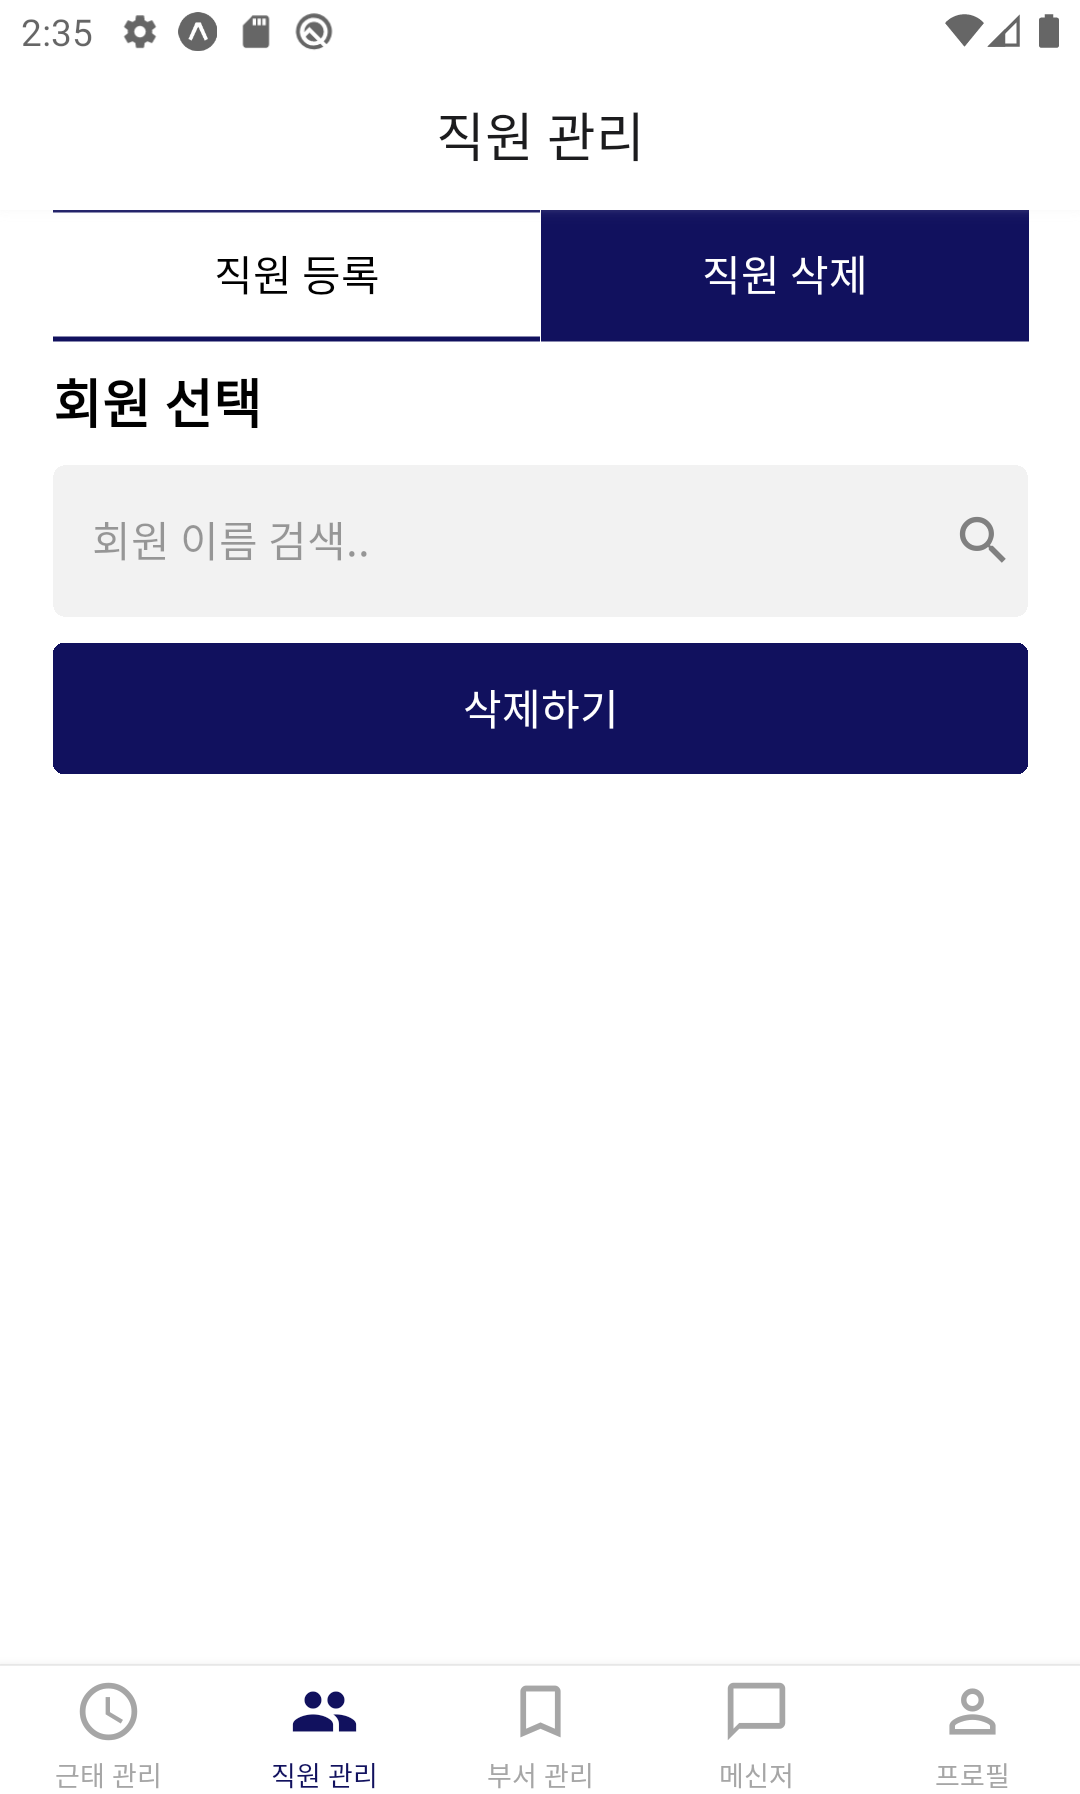 2:35
직원 관리
직원 등록 직원 삭제
회원 선택
회원 이름 검색..
삭제하기
근태 관리 직원 관리 부서 관리 메신저 프로필